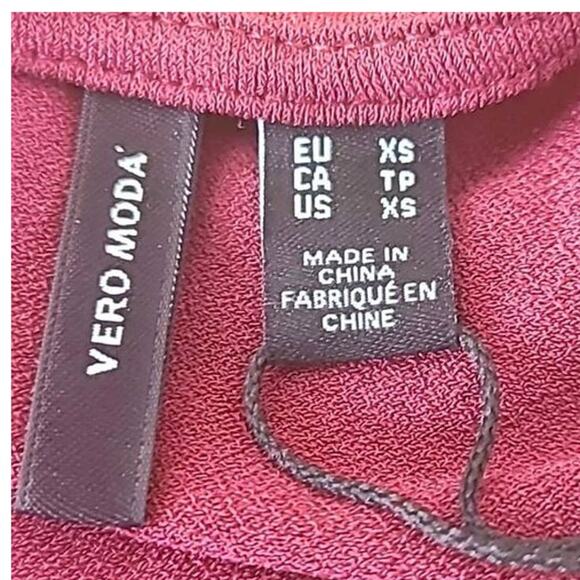 VERO MODA
EU XS
CA TP
US XS
MADE IN
CHINA
FABRIQUÉ EN
CHINE